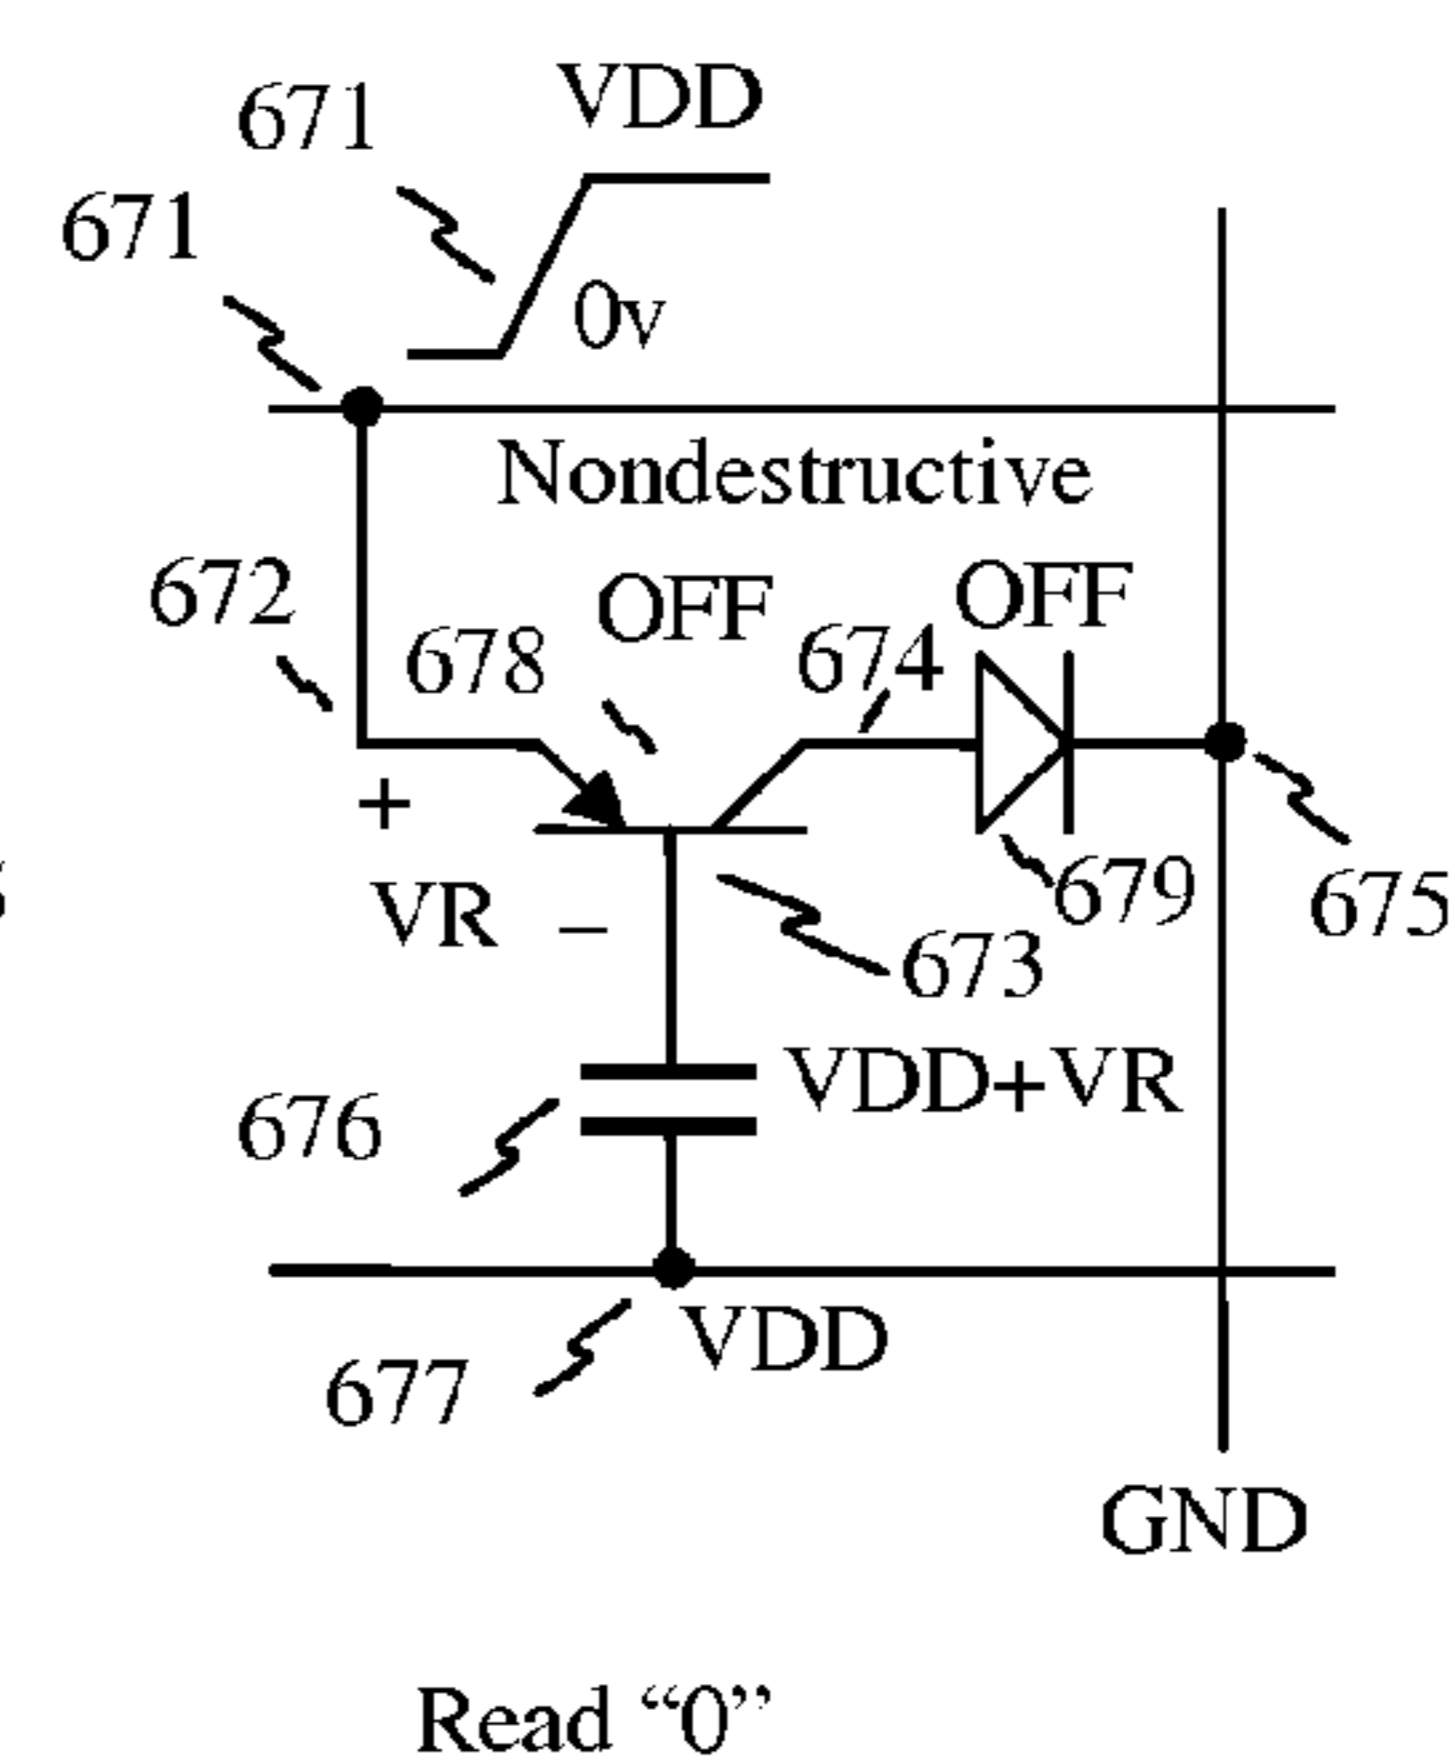 VDD
671
671
0v
Nondestructive
672
OFF
OFF
678
674
+
VR
−
679
675
673
VDD+VR
676
VDD
677
GND
Read “0”